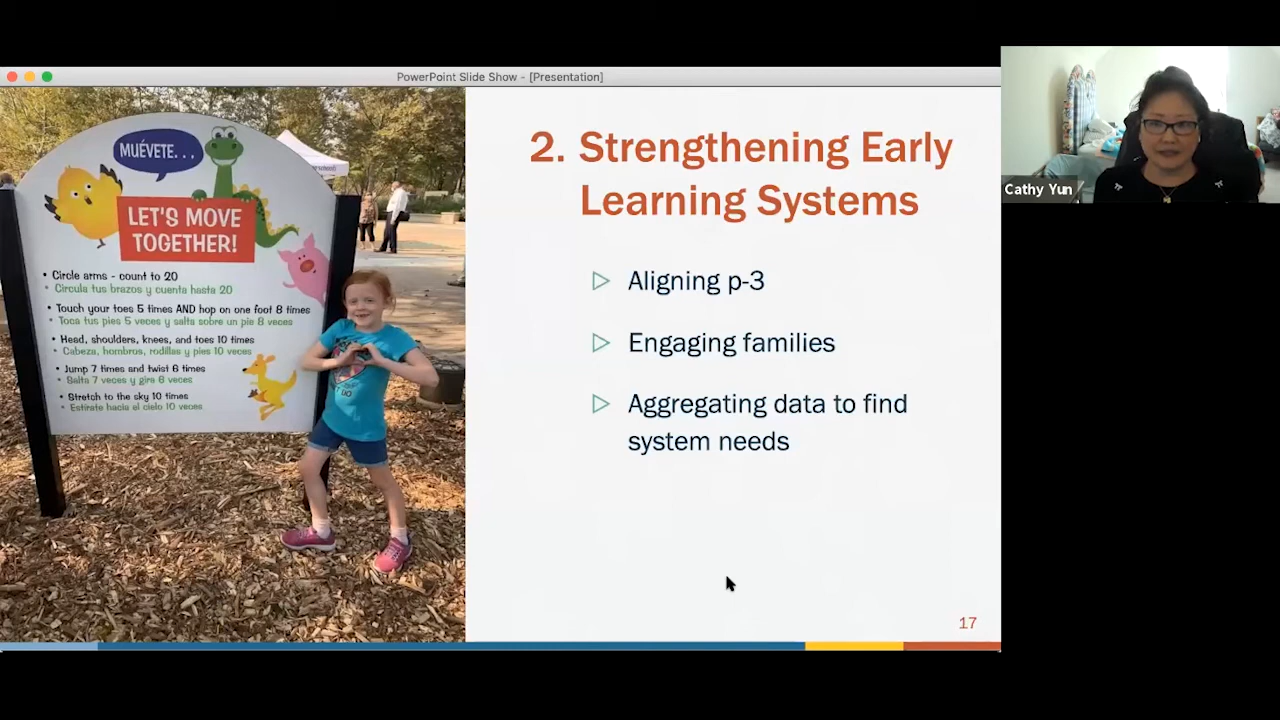 PowerPoint Slide Show - [Presentation]
MUÉVETE...
LET'S MOVE
TOGETHER!
• Circle arms - count to 20
• Circula tus brazos y cuenta hasta 20
• Touch your toes 5 times AND hop on one foot 8 times
• Toca tus pies 5 veces y salta sobre un pie 8 veces
• Head, shoulders, knees, and toes 10 times
• Cabeza, hombros, rodillas y pies 10 veces
• Jump 7 times and twist 6 times
• Salta 7 veces y gira 6 veces
• Stretch to the sky 10 times
• Estírate hacia el cielo 10 veces
2. Strengthening Early
Learning Systems
Aligning p-3
Engaging families
Aggregating data to find
system needs
17
Cathy Yun